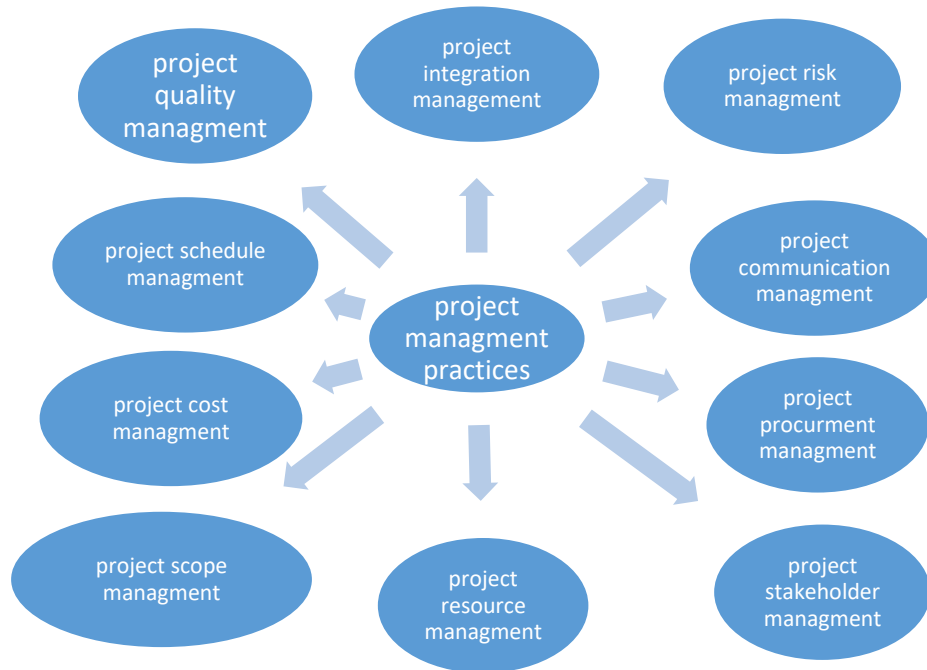 project
quality
managment
project
integration
management
project risk
managment
project schedule
managment
project
communication
managment
project
managment
practices
project cost
managment
project
procurment
managment
project scope
managment
project
resource
managment
project
stakeholder
managment